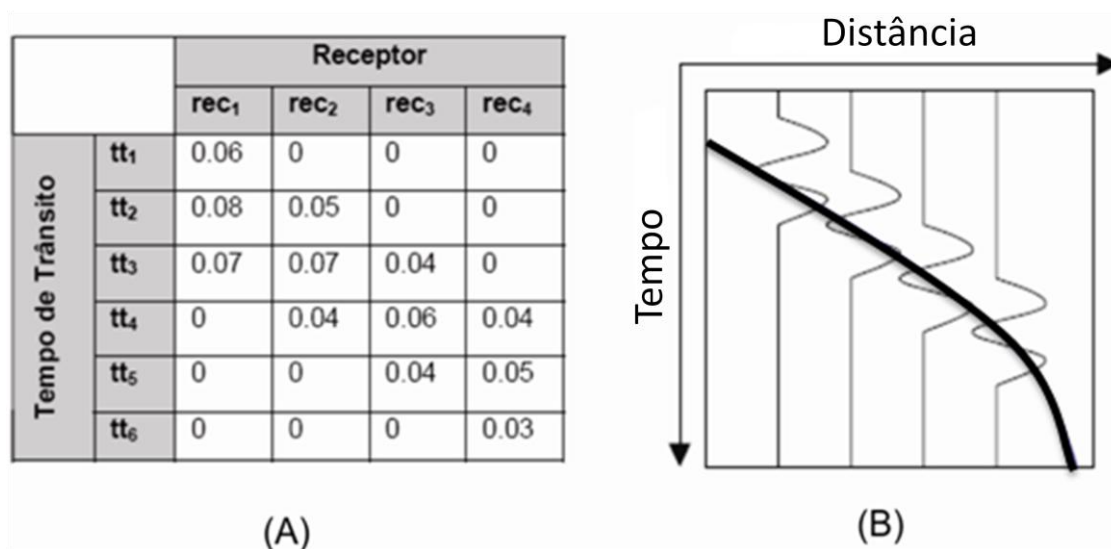 Receptor
rec₁ rec₂ rec₃ rec₄
Tempo de Trânsito
tt₁ 0.06 0 0 0
tt₂ 0.08 0.05 0 0
tt₃ 0.07 0.07 0.04 0
tt₄ 0 0.04 0.06 0.04
tt₅ 0 0 0.04 0.05
tt₆ 0 0 0 0.03
(A)
Distância
Tempo
(B)